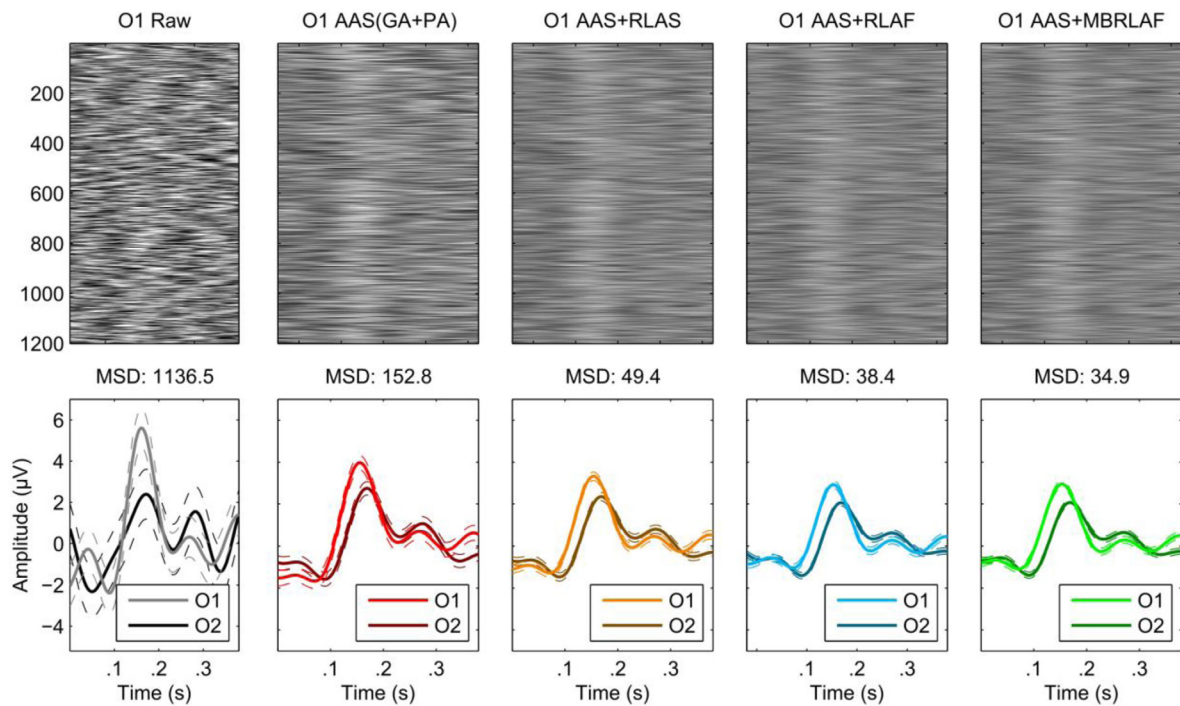 O1 Raw
O1 AAS(GA+PA)
O1 AAS+RLAS
O1 AAS+RLAF
O1 AAS+MBRLAF
200
400
600
800
1000
1200
MSD: 1136.5
MSD: 152.8
MSD: 49.4
MSD: 38.4
MSD: 34.9
Amplitude (µV)
6
4
2
0
−2
−4
O1
O2
O1
O2
O1
O2
O1
O2
O1
O2
.1 .2 .3
.1 .2 .3
.1 .2 .3
.1 .2 .3
.1 .2 .3
Time (s)
Time (s)
Time (s)
Time (s)
Time (s)